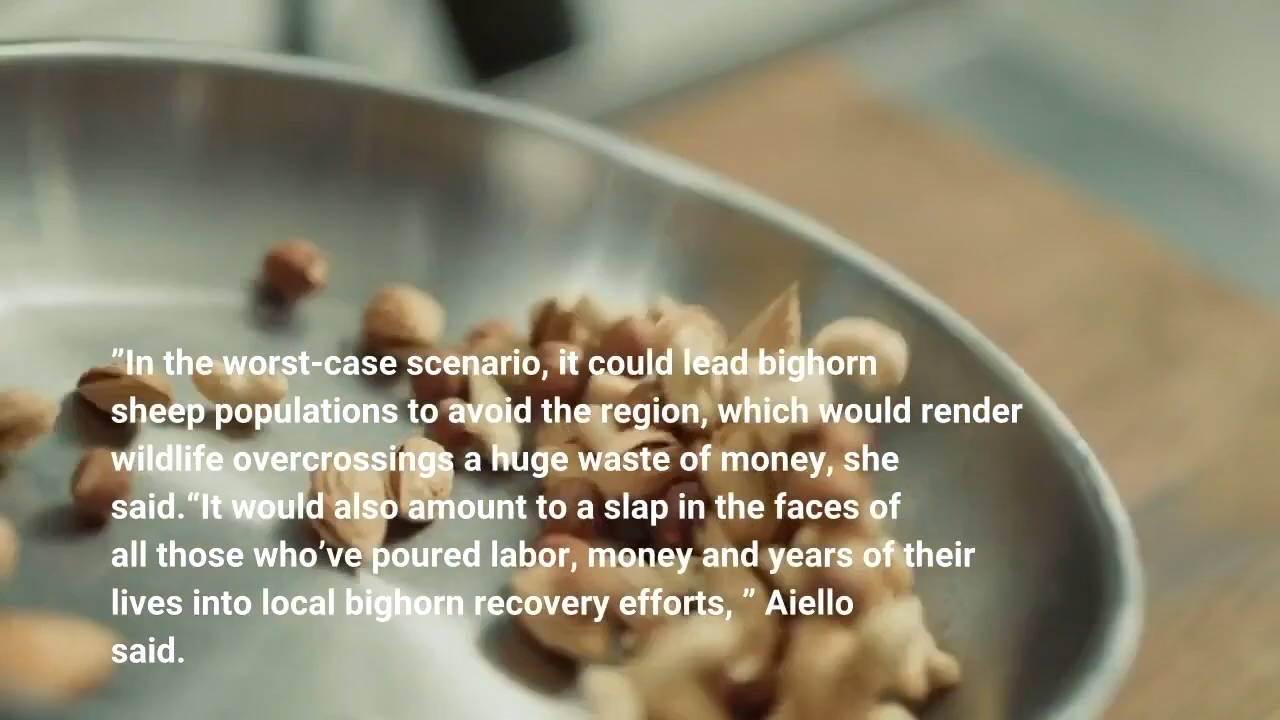 ”In the worst-case scenario, it could lead bighorn
sheep populations to avoid the region, which would render
wildlife overcrossings a huge waste of money, she
said.“It would also amount to a slap in the faces of
all those who’ve poured labor, money and years of their
lives into local bighorn recovery efforts, ” Aiello
said.